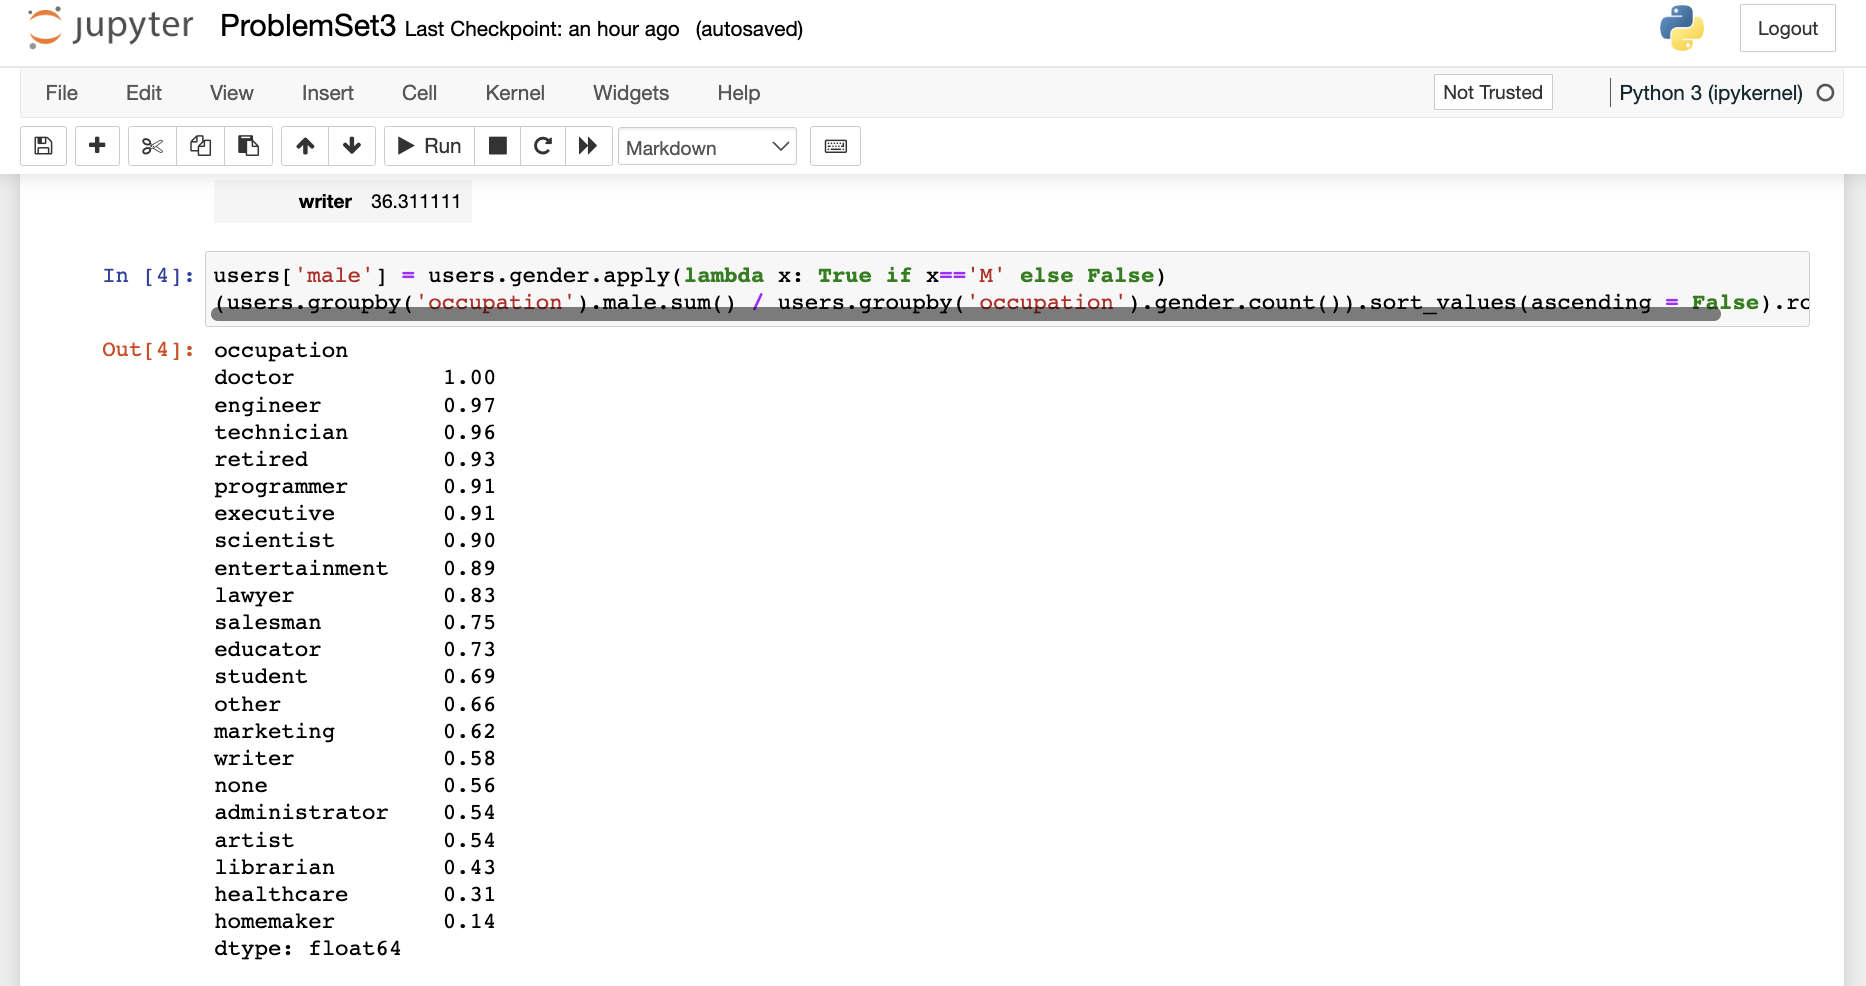 jupyter ProblemSet3 Last Checkpoint: an hour ago (autosaved) Logout
File Edit View Insert Cell Kernel Widgets Help Not Trusted Python 3 (ipykernel)
Run Markdown
writer 36.311111
In [4]: users['male'] = users.gender.apply(lambda x: True if x=='M' else False)
(users.groupby('occupation').male.sum() / users.groupby('occupation').gender.count()).sort_values(ascending = False).ro
Out[4]: occupation
doctor 1.00
engineer 0.97
technician 0.96
retired 0.93
programmer 0.91
executive 0.91
scientist 0.90
entertainment 0.89
lawyer 0.83
salesman 0.75
educator 0.73
student 0.69
other 0.66
marketing 0.62
writer 0.58
none 0.56
administrator 0.54
artist 0.54
librarian 0.43
healthcare 0.31
homemaker 0.14
dtype: float64